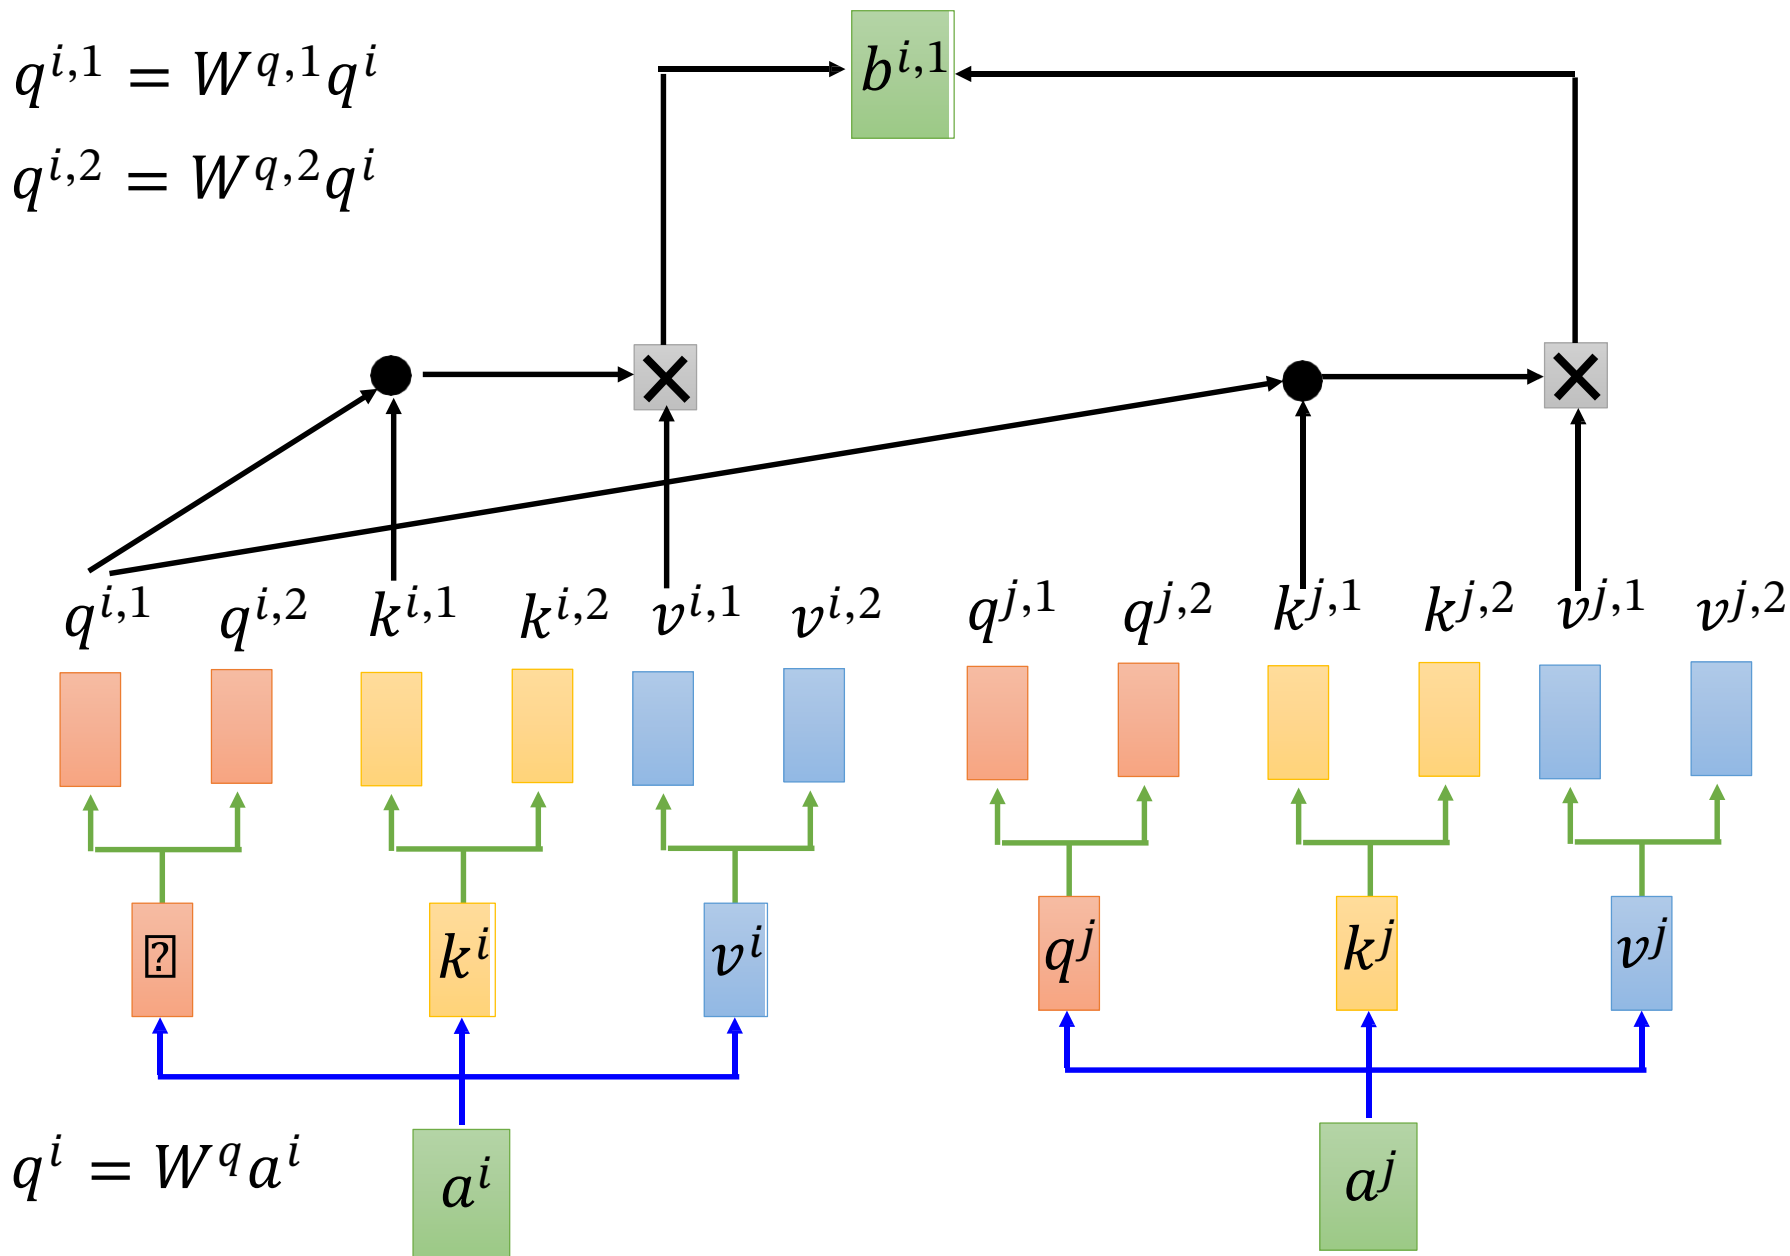 b^{i,1}
q^{i,1} = W^{q,1}q^i
q^{i,2} = W^{q,2}q^i
q^{i,1} q^{i,2} k^{i,1} k^{i,2} v^{i,1} v^{i,2} q^{j,1} q^{j,2} k^{j,1} k^{j,2} v^{j,1} v^{j,2}
k^i v^i q^j k^j v^j
q^i = W^q a^i
a^i a^j